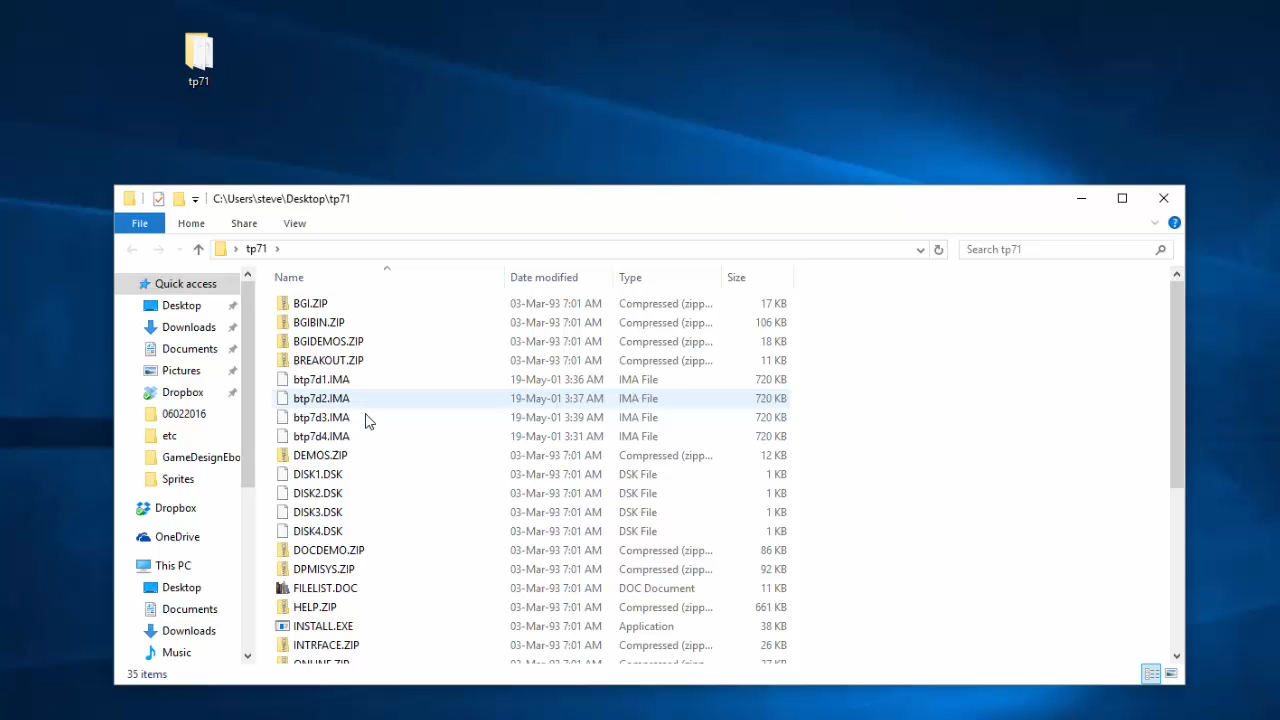 tp71
C:\Users\steve\Desktop\tp71
File Home Share View
tp71
Search tp71
Name Date modified Type Size
Quick access
Desktop
Downloads
Documents
Pictures
Dropbox
06022016
etc
GameDesignEbo
Sprites
Dropbox
OneDrive
This PC
Desktop
Documents
Downloads
Music
BGI.ZIP 03-Mar-93 7:01 AM Compressed (zipp... 17 KB
BGIBIN.ZIP 03-Mar-93 7:01 AM Compressed (zipp... 106 KB
BGIDEMOS.ZIP 03-Mar-93 7:01 AM Compressed (zipp... 18 KB
BREAKOUT.ZIP 03-Mar-93 7:01 AM Compressed (zipp... 11 KB
btp7d1.IMA 19-May-01 3:36 AM IMA File 720 KB
btp7d2.IMA 19-May-01 3:37 AM IMA File 720 KB
btp7d3.IMA 19-May-01 3:39 AM IMA File 720 KB
btp7d4.IMA 19-May-01 3:31 AM IMA File 720 KB
DEMOS.ZIP 03-Mar-93 7:01 AM Compressed (zipp... 12 KB
DISK1.DSK 03-Mar-93 7:01 AM DSK File 1 KB
DISK2.DSK 03-Mar-93 7:01 AM DSK File 1 KB
DISK3.DSK 03-Mar-93 7:01 AM DSK File 1 KB
DISK4.DSK 03-Mar-93 7:01 AM DSK File 1 KB
DOCDEMO.ZIP 03-Mar-93 7:01 AM Compressed (zipp... 86 KB
DPMISYS.ZIP 03-Mar-93 7:01 AM Compressed (zipp... 92 KB
FILELIST.DOC 03-Mar-93 7:01 AM DOC Document 11 KB
HELP.ZIP 03-Mar-93 7:01 AM Compressed (zipp... 661 KB
INSTALL.EXE 03-Mar-93 7:01 AM Application 38 KB
INTRFACE.ZIP 03-Mar-93 7:01 AM Compressed (zipp... 26 KB
35 items